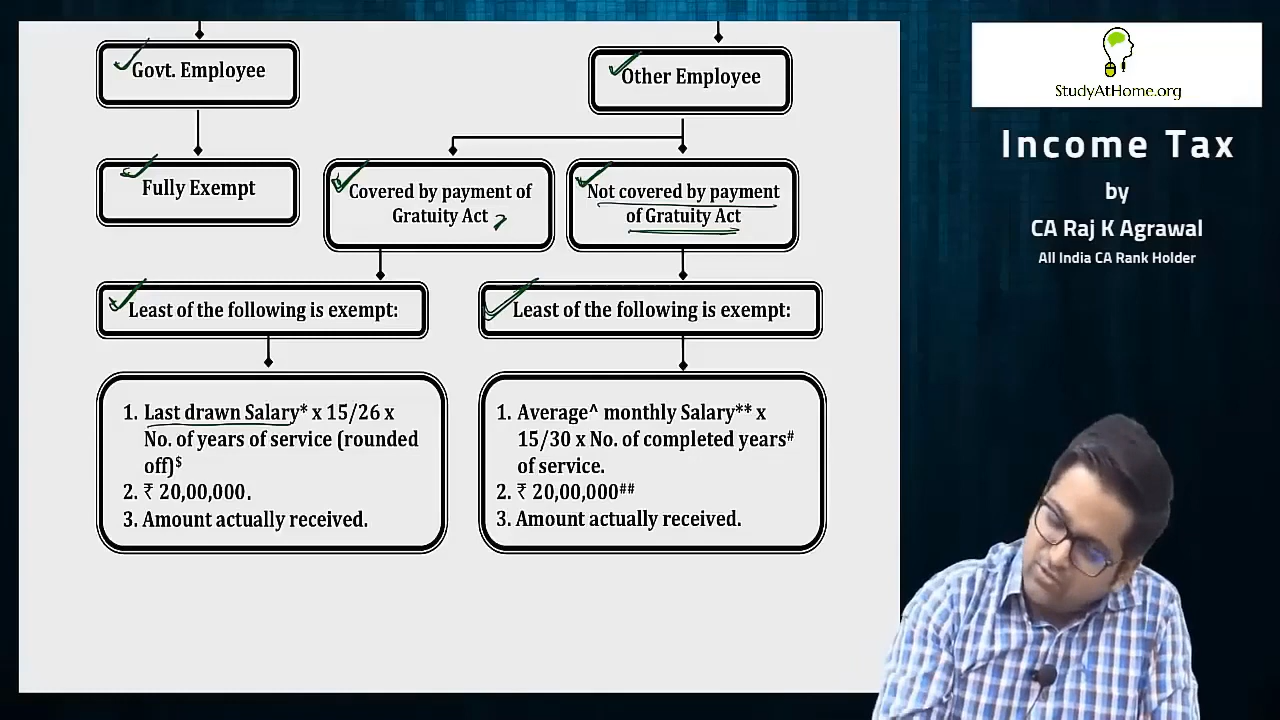 Govt. Employee
Other Employee
Fully Exempt
Covered by payment of
Gratuity Act
Not covered by payment
of Gratuity Act
Least of the following is exempt:
Least of the following is exempt:
1. Last drawn Salary* x 15/26 x
No. of years of service (rounded
off)$
2. ₹ 20,00,000.
3. Amount actually received.
1. Average^ monthly Salary** x
15/30 x No. of completed years#
of service.
2. ₹ 20,00,000##
3. Amount actually received.
StudyAtHome.org
Income Tax
by
CA Raj K Agrawal
All India CA Rank Holder